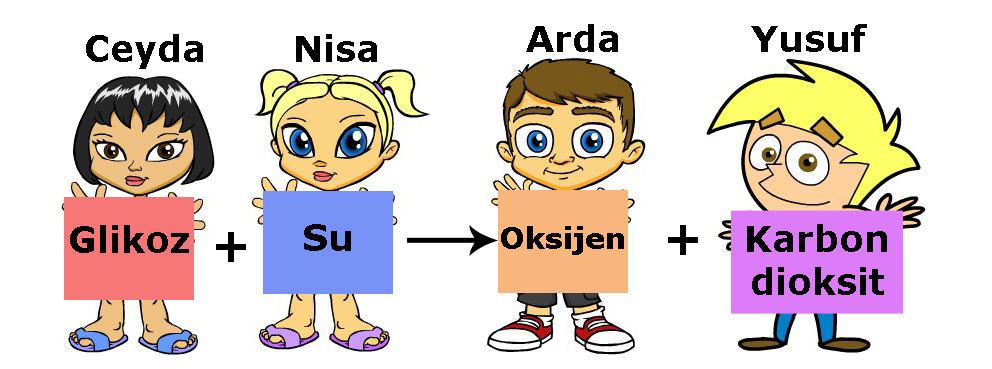 Ceyda Nisa Arda Yusuf
Glikoz + Su → Oksijen + Karbon
dioksit